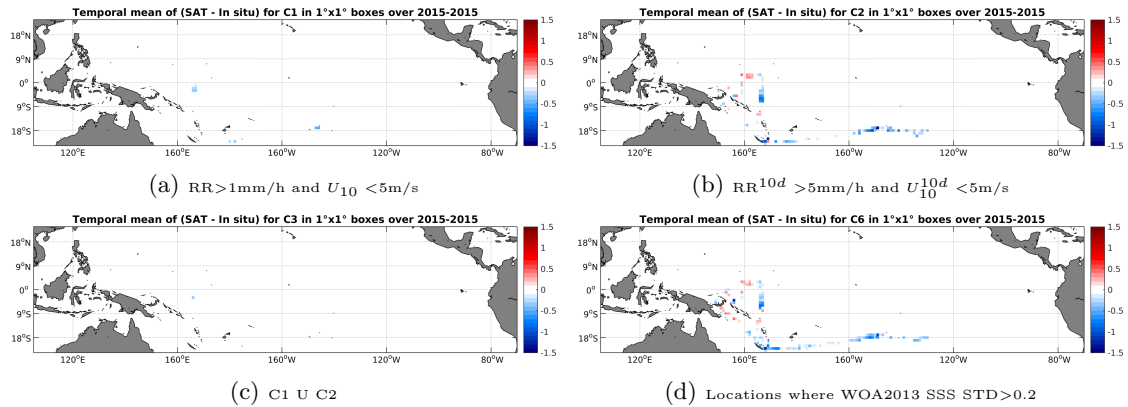 Temporal mean of (SAT - In situ) for C1 in 1°x1° boxes over 2015-2015
18°N
9°N
0°
9°S
18°S
120°E
160°E
160°W
120°W
80°W
1.5
1
0.5
0
-0.5
-1
-1.5
(a) RR>1mm/h and U10 <5m/s
Temporal mean of (SAT - In situ) for C2 in 1°x1° boxes over 2015-2015
18°N
9°N
0°
9°S
18°S
120°E
160°E
160°W
120°W
80°W
1.5
1
0.5
0
-0.5
-1
-1.5
(b) RR^10d >5mm/h and U10^10d <5m/s
Temporal mean of (SAT - In situ) for C3 in 1°x1° boxes over 2015-2015
18°N
9°N
0°
9°S
18°S
120°E
160°E
160°W
120°W
80°W
1.5
1
0.5
0
-0.5
-1
-1.5
(c) C1 U C2
Temporal mean of (SAT - In situ) for C6 in 1°x1° boxes over 2015-2015
18°N
9°N
0°
9°S
18°S
120°E
160°E
160°W
120°W
80°W
1.5
1
0.5
0
-0.5
-1
-1.5
(d) Locations where WOA2013 SSS STD>0.2